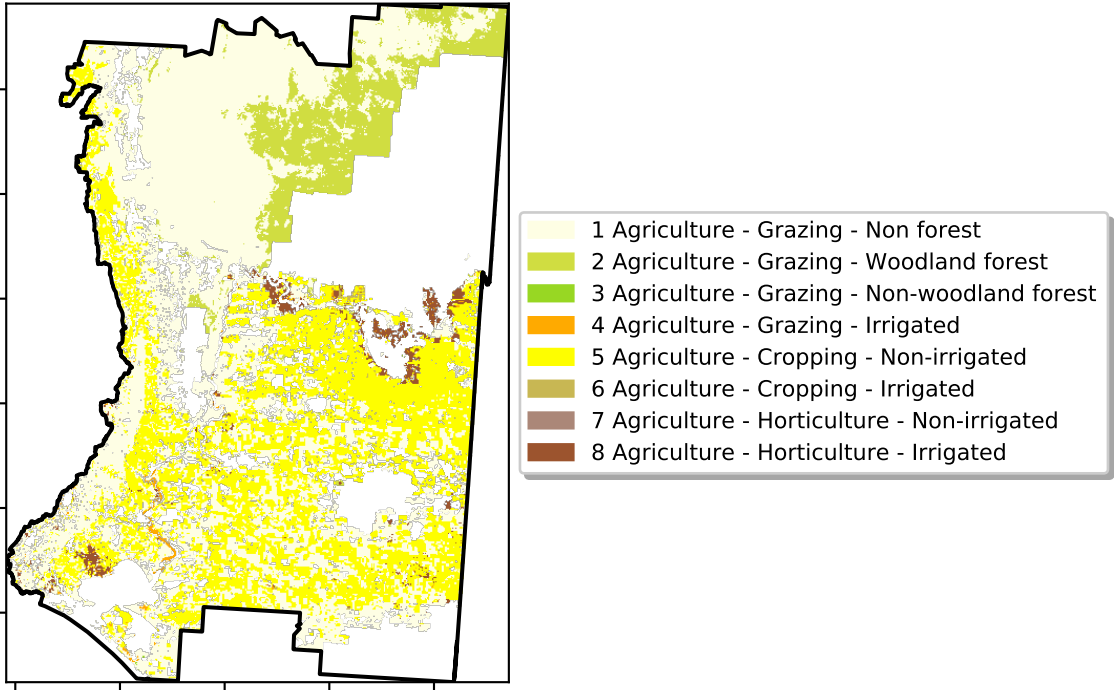 1 Agriculture - Grazing - Non forest
2 Agriculture - Grazing - Woodland forest
3 Agriculture - Grazing - Non-woodland forest
4 Agriculture - Grazing - Irrigated
5 Agriculture - Cropping - Non-irrigated
6 Agriculture - Cropping - Irrigated
7 Agriculture - Horticulture - Non-irrigated
8 Agriculture - Horticulture - Irrigated